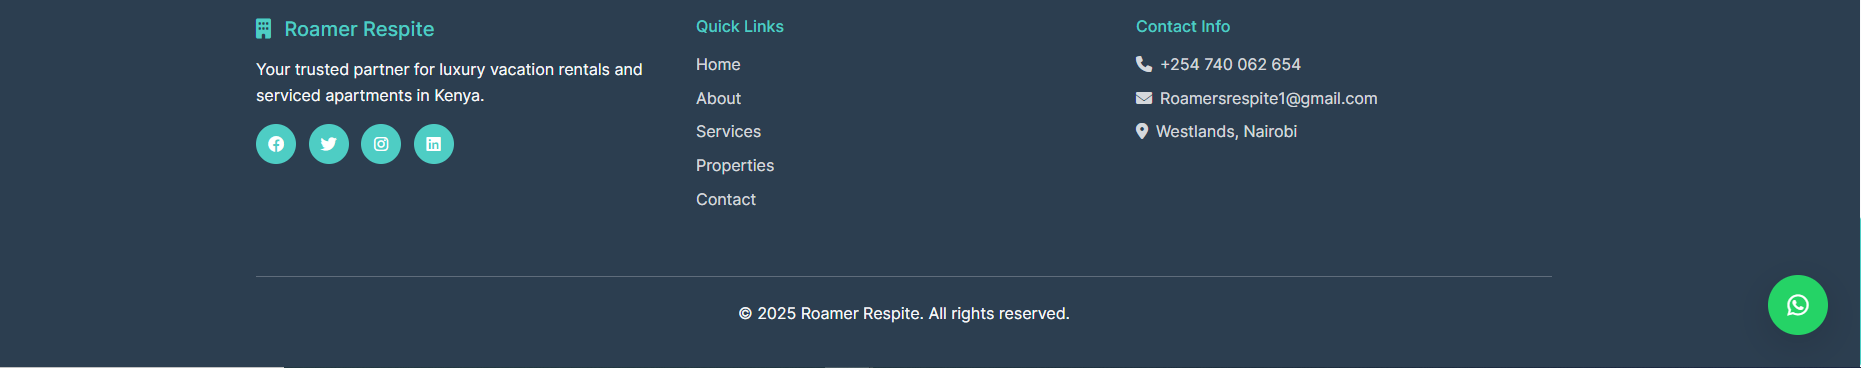 Roamer Respite
Your trusted partner for luxury vacation rentals and
serviced apartments in Kenya.
Quick Links
Home
About
Services
Properties
Contact
Contact Info
+254 740 062 654
Roamersrespite1@gmail.com
Westlands, Nairobi
© 2025 Roamer Respite. All rights reserved.